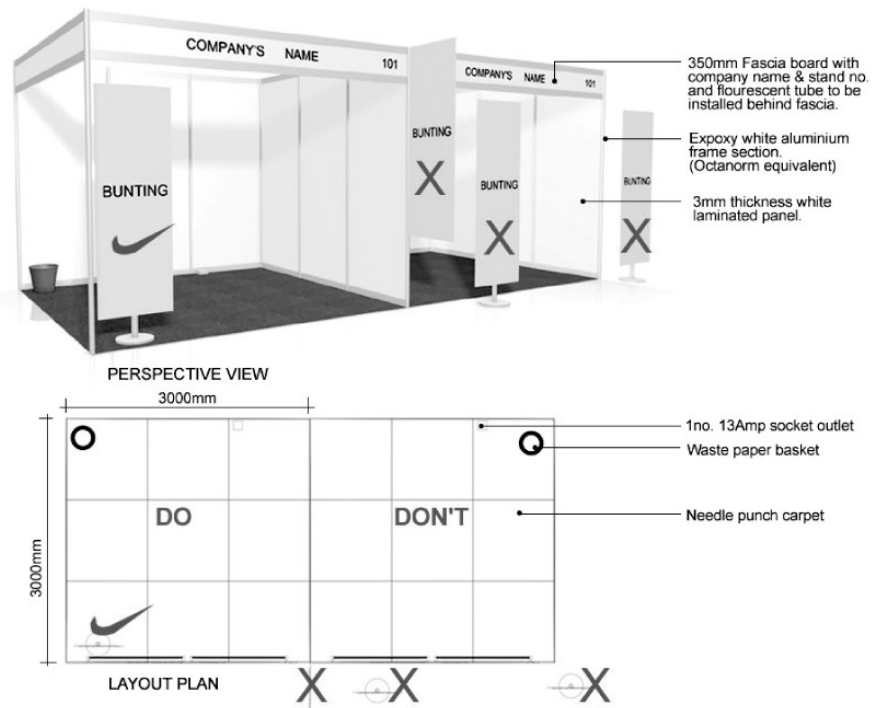 COMPANY'S NAME 101
COMPANY'S NAME 101
BUNTING
BUNTING
X
BUNTING
X
BUNTING
X
350mm Fascia board with
company name & stand no.
and flourescent tube to be
installed behind fascia.
Expoxy white aluminium
frame section.
(Octanorm equivalent)
3mm thickness white
laminated panel.
PERSPECTIVE VIEW
3000mm
3000mm
1no. 13Amp socket outlet
Waste paper basket
Needle punch carpet
DO
DON'T
LAYOUT PLAN
X
X
X